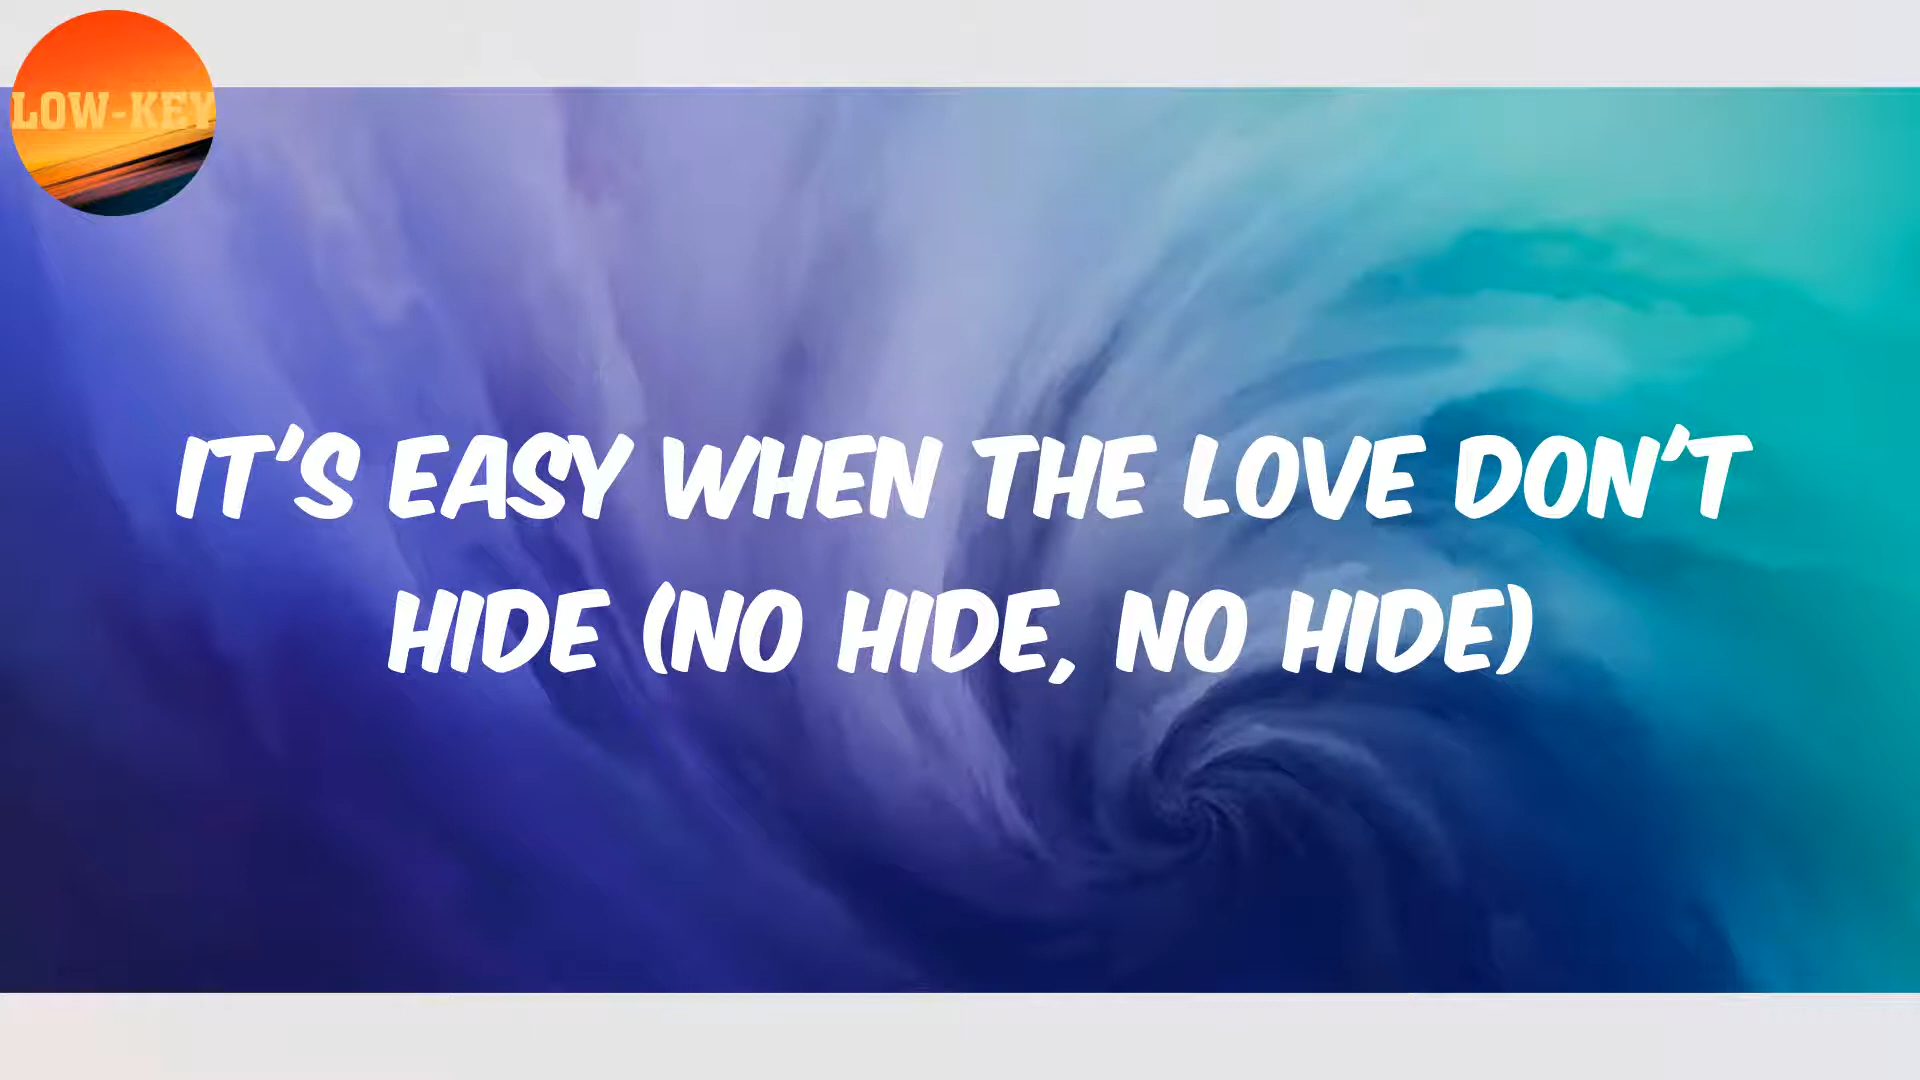 LOW-KEY
IT'S EASY WHEN THE LOVE DON'T
HIDE (NO HIDE, NO HIDE)